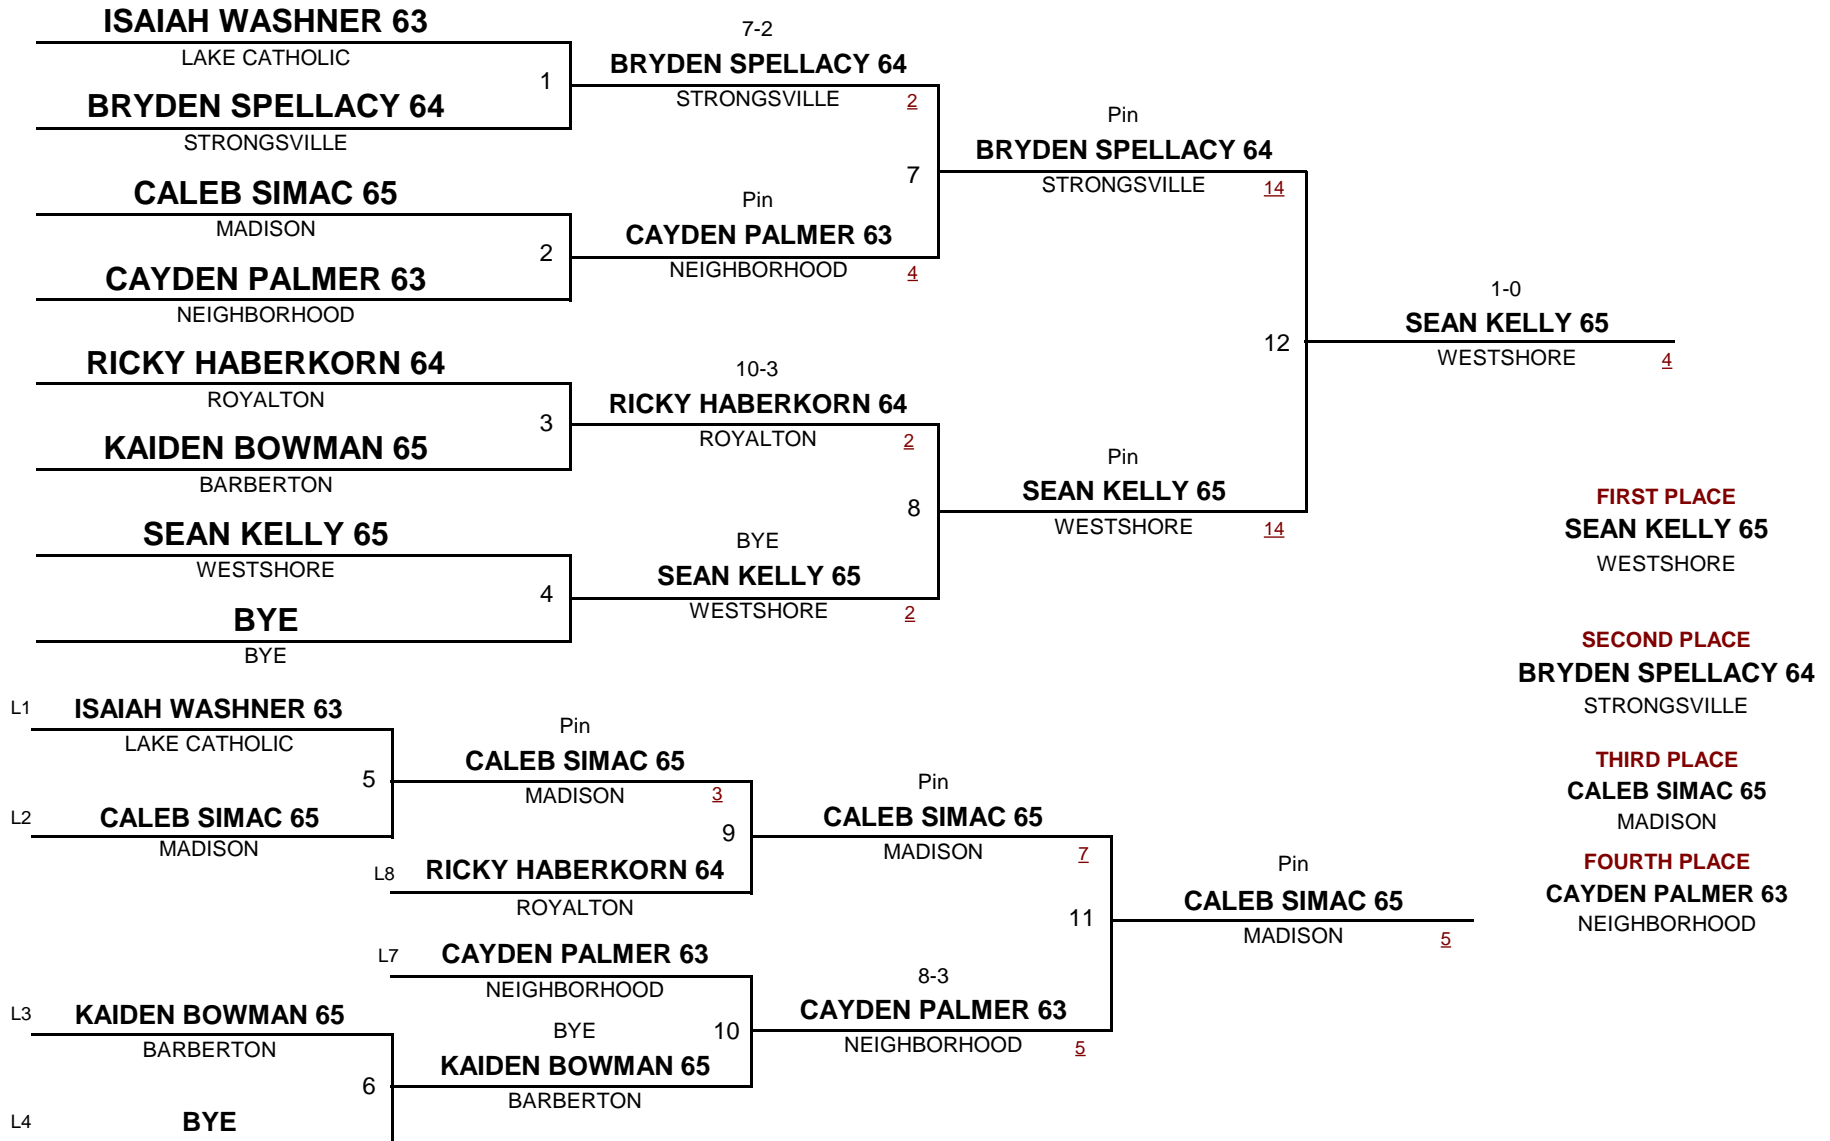 ISAIAH WASHNER 63
LAKE CATHOLIC
1
BRYDEN SPELLACY 64
STRONGSVILLE
CALEB SIMAC 65
MADISON
2
CAYDEN PALMER 63
NEIGHBORHOOD
RICKY HABERKORN 64
ROYALTON
3
KAIDEN BOWMAN 65
BARBERTON
SEAN KELLY 65
WESTSHORE
4
BYE
BYE
7-2
BRYDEN SPELLACY 64
STRONGSVILLE 2
7
Pin
CAYDEN PALMER 63
NEIGHBORHOOD 4
10-3
RICKY HABERKORN 64
ROYALTON 2
8
BYE
SEAN KELLY 65
WESTSHORE 2
Pin
BRYDEN SPELLACY 64
STRONGSVILLE 14
12
Pin
SEAN KELLY 65
WESTSHORE 14
1-0
SEAN KELLY 65
WESTSHORE 4
FIRST PLACE
SEAN KELLY 65
WESTSHORE
SECOND PLACE
BRYDEN SPELLACY 64
STRONGSVILLE
THIRD PLACE
CALEB SIMAC 65
MADISON
FOURTH PLACE
CAYDEN PALMER 63
NEIGHBORHOOD
L1 ISAIAH WASHNER 63
LAKE CATHOLIC
5
L2 CALEB SIMAC 65
MADISON
L3 KAIDEN BOWMAN 65
BARBERTON
6
L4 BYE
Pin
CALEB SIMAC 65
MADISON 3
9
L8 RICKY HABERKORN 64
ROYALTON
L7 CAYDEN PALMER 63
NEIGHBORHOOD
BYE 10
KAIDEN BOWMAN 65
BARBERTON
Pin
CALEB SIMAC 65
MADISON 7
11
8-3
CAYDEN PALMER 63
NEIGHBORHOOD 5
Pin
CALEB SIMAC 65
MADISON 5